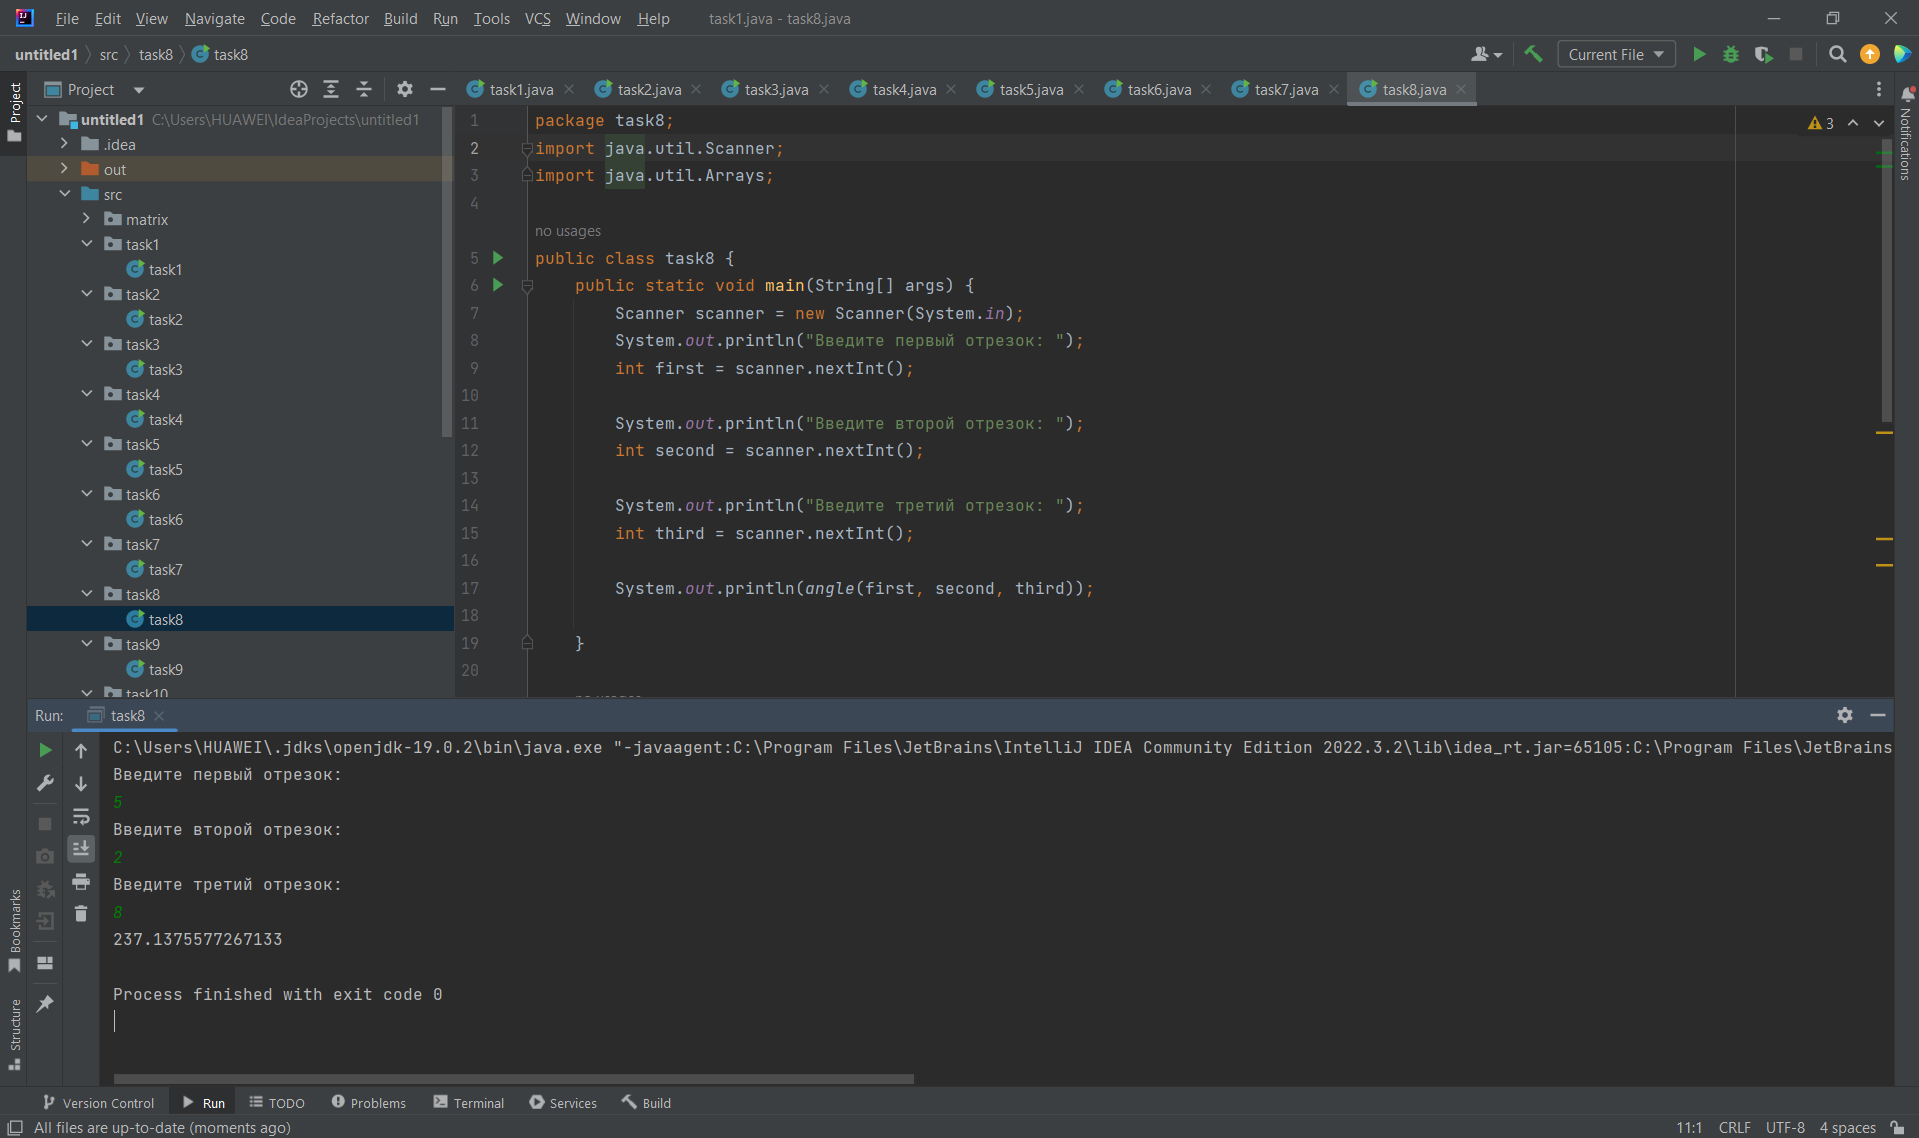 File Edit View Navigate Code Refactor Build Run Tools VCS Window Help task1.java - task8.java
untitled1 src task8 task8 Current File
Project task1.java task2.java task3.java task4.java task5.java task6.java task7.java task8.java
Project
untitled1 C:\Users\HUAWEI\IdeaProjects\untitled1
.idea
out
src
matrix
task1
task1
task2
task2
task3
task3
task4
task4
task5
task5
task6
task6
task7
task7
task8
task8
task9
task9
task10
3
Notifications
1 package task8;
2 import java.util.Scanner;
3 import java.util.Arrays;
4
no usages
5 public class task8 {
6 public static void main(String[] args) {
7 Scanner scanner = new Scanner(System.in);
8 System.out.println("Введите первый отрезок: ");
9 int first = scanner.nextInt();
10
11 System.out.println("Введите второй отрезок: ");
12 int second = scanner.nextInt();
13
14 System.out.println("Введите третий отрезок: ");
15 int third = scanner.nextInt();
16
17 System.out.println(angle(first, second, third));
18
19 }
20
no usages
Run: task8
C:\Users\HUAWEI\.jdks\openjdk-19.0.2\bin\java.exe "-javaagent:C:\Program Files\JetBrains\IntelliJ IDEA Community Edition 2022.3.2\lib\idea_rt.jar=65105:C:\Program Files\JetBrains
Введите первый отрезок:
5
Введите второй отрезок:
2
Введите третий отрезок:
8
237.1375577267133
Process finished with exit code 0
Bookmarks
Structure
Version Control Run TODO Problems Terminal Services Build
All files are up-to-date (moments ago) 11:1 CRLF UTF-8 4 spaces